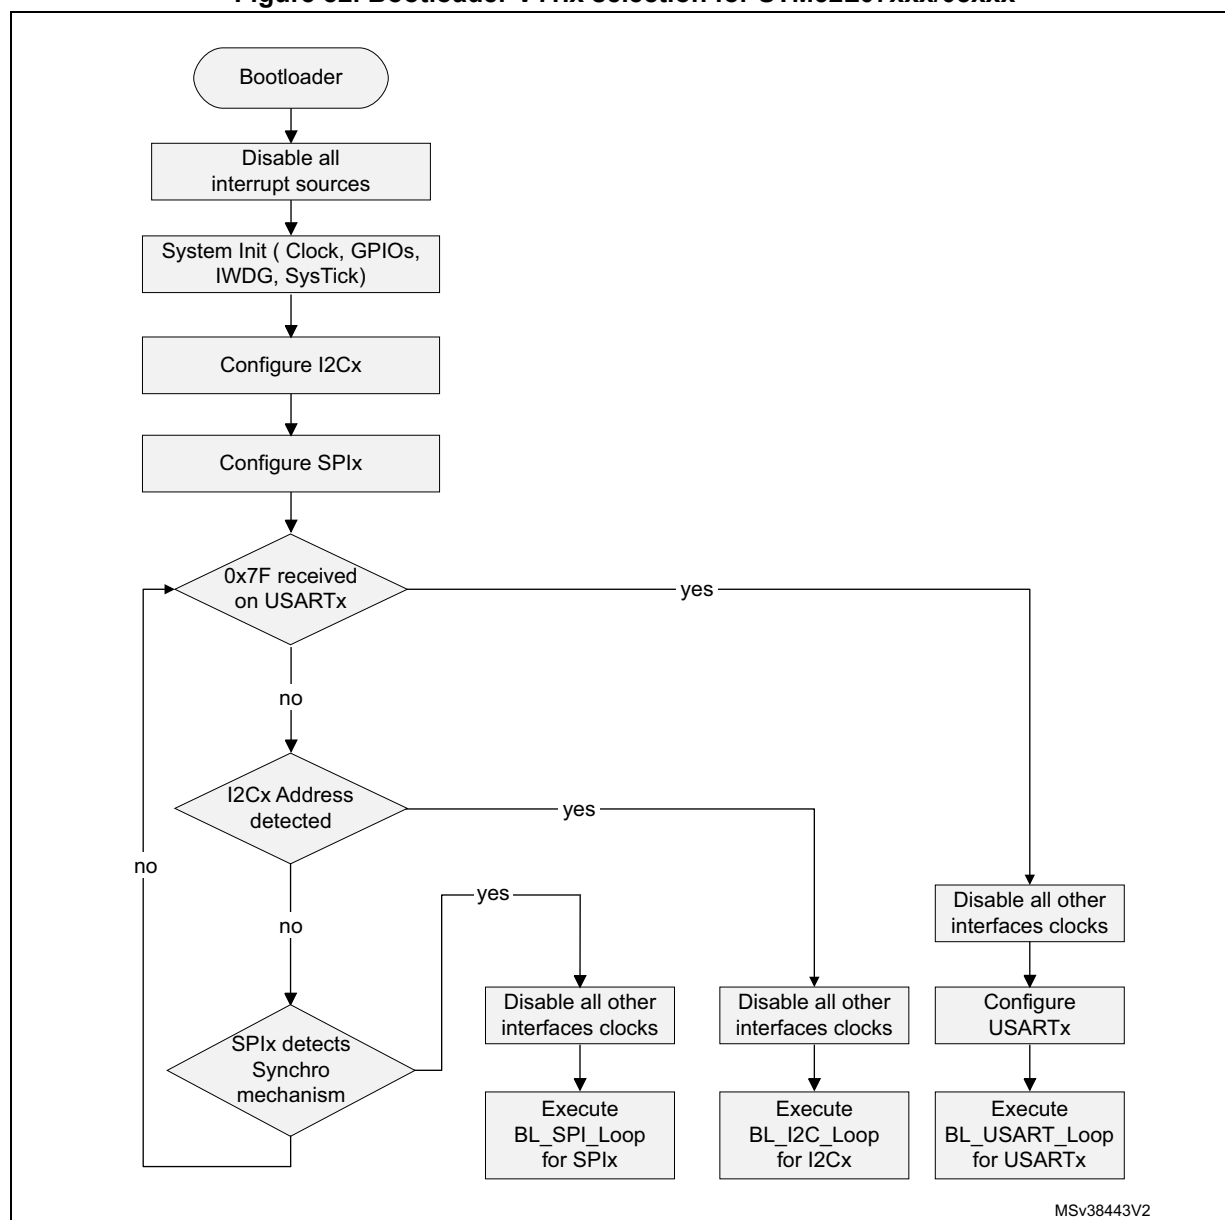 Bootloader
Disable all
interrupt sources
System Init ( Clock, GPIOs,
IWDG, SysTick)
Configure I2Cx
Configure SPIx
0x7F received
on USARTx
yes
no
I2Cx Address
detected
yes
no
no
yes
Disable all other
interfaces clocks
Disable all other
interfaces clocks
Disable all other
interfaces clocks
Configure
USARTx
SPIx detects
Synchro
mechanism
Execute
BL_SPI_Loop
for SPIx
Execute
BL_I2C_Loop
for I2Cx
Execute
BL_USART_Loop
for USARTx
MSv38443V2